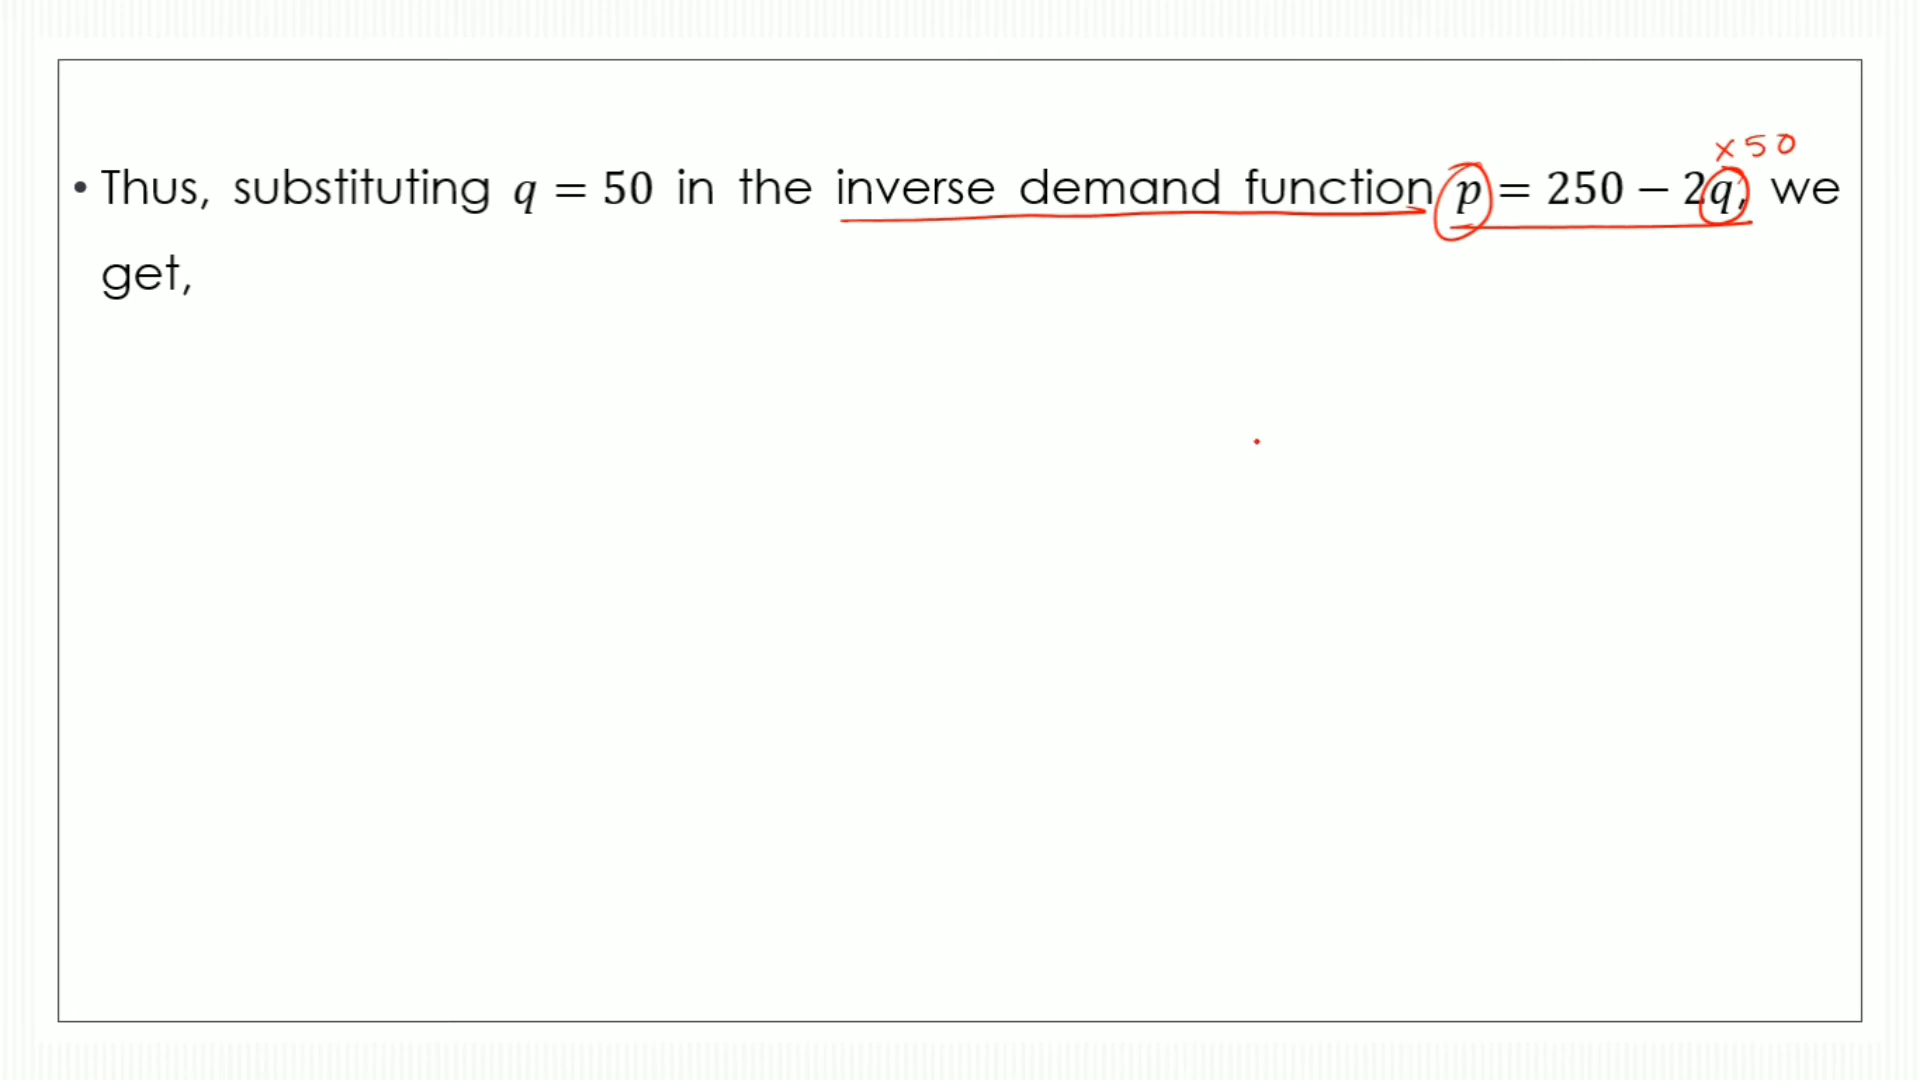 ×50
• Thus, substituting q = 50 in the inverse demand function p = 250 − 2q, we
get,